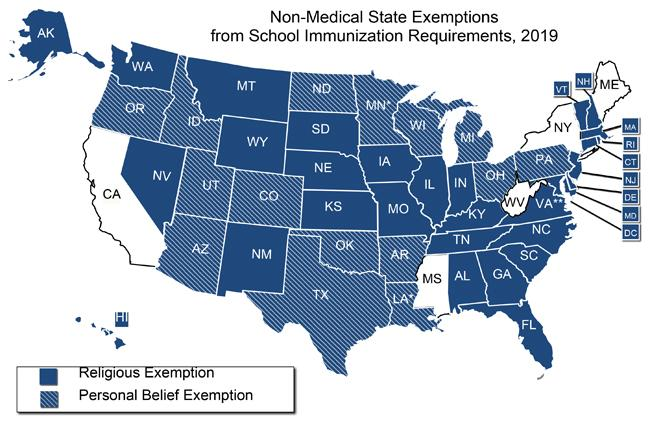 Non-Medical State Exemptions
from School Immunization Requirements, 2019
AK
WA
MT
ND
MN*
ME
VT
NH
OR
ID
SD
WI
MI
NY
MA
RI
CT
WY
NE
IA
PA
NJ
CA
NV
UT
CO
IL
IN
OH
DE
MD
DC
WV
VA**
KS
MO
KY
NC
TN
AZ
NM
OK
AR
SC
TX
LA*
MS
AL
GA
HI
FL
Religious Exemption
Personal Belief Exemption